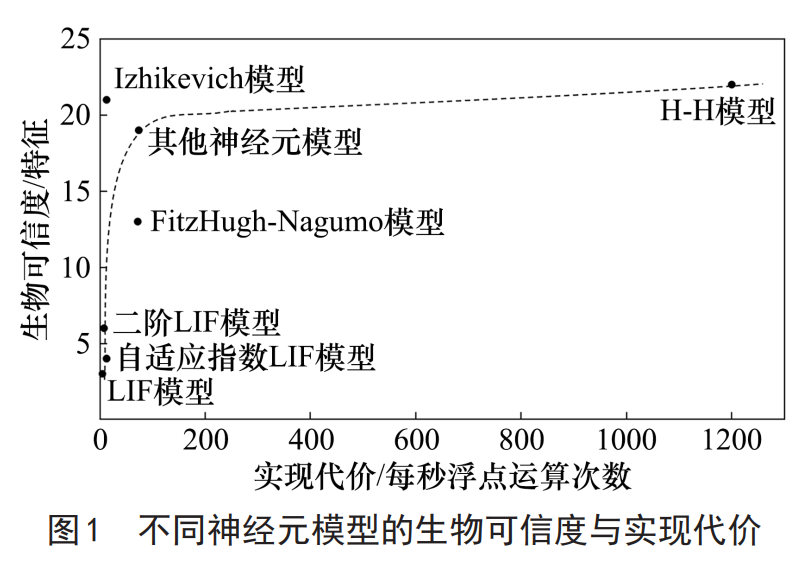 25
20
15
10
5
生物可信度/特征
Izhikevich模型
其他神经元模型
H-H模型
FitzHugh-Nagumo模型
二阶LIF模型
自适应指数LIF模型
LIF模型
0 200 400 600 800 1000 1200
实现代价/每秒浮点运算次数
图1 不同神经元模型的生物可信度与实现代价